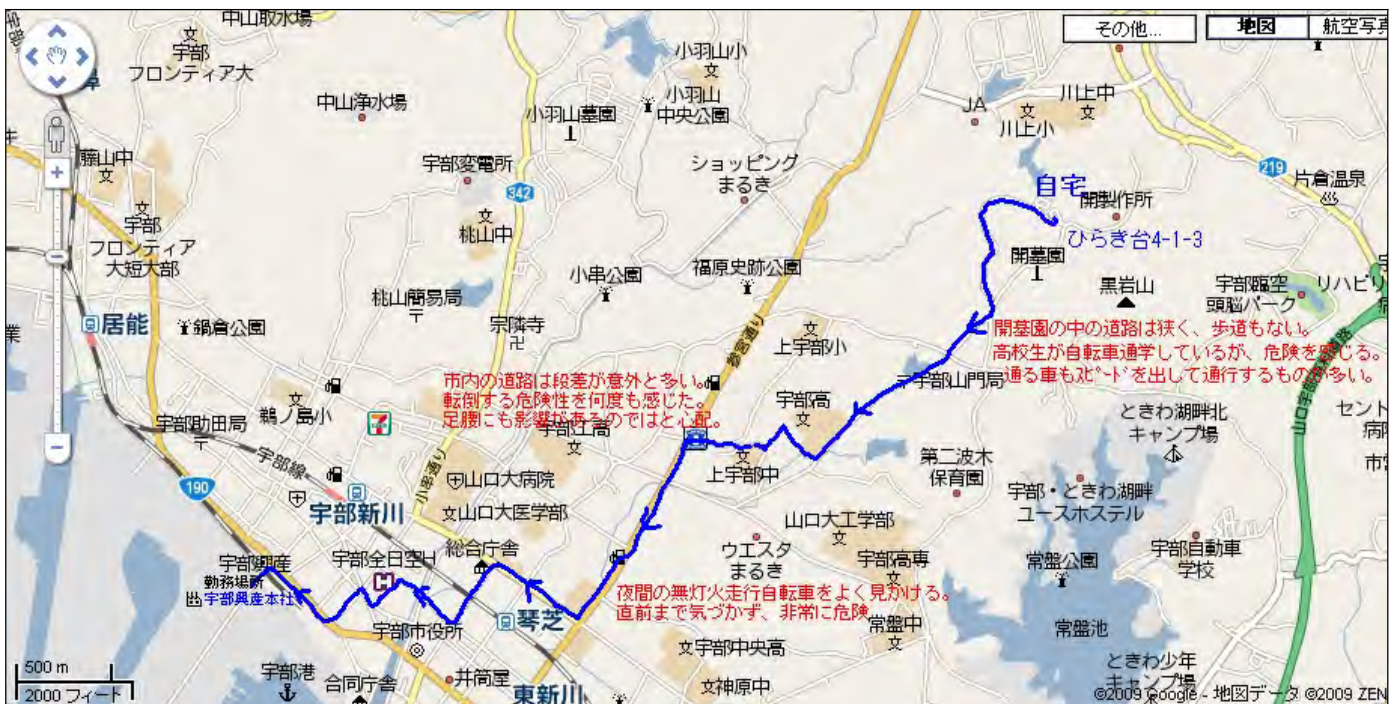 中山取水場
その他...
地図
航空写真
宇部
フロンティア大
小羽山小
中山浄水場
小羽山墓園
小羽山
中央公園
JA
川上中
川上小
藤山中
宇部変電所
ショッピング
まるき
219
片倉温泉
342
自宅
開製作所
宇部
フロンティア
大短大部
桃山中
ひらき台4-1-3
小串公園
福原史跡公園
開墓園
黒岩山
宇部臨空
頭脳パーク
リハビリ
桃山簡易局
居能
鍋倉公園
宗隣寺
参宮通り
上宇部小
開墓園の中の道路は狭く、歩道もない。
高校生が自転車通学しているが、危険を感じる。
通る車もｽﾋﾟｰﾄﾞを出して通行するものが多い。
山口宇部道路
市内の道路は段差が意外と多い。
転倒する危険性を何度も感じた。
足腰にも影響があるのではと心配。
宇部山門局
宇部高
宇部助田局
鵜ノ島小
宇部工高
ときわ湖畔北
キャンプ場
セント
病院
宇部線
小串通り
上宇部中
第二波木
保育園
190
山口大病院
宇部・ときわ湖畔
ユースホステル
宇部新川
山口大医学部
山口大工学部
宇部興産
宇部全日空H
総合庁舎
ウエスタ
まるき
宇部高専
常盤公園
宇部自動車
学校
勤務場所
宇部興産本社
夜間の無灯火走行自転車をよく見かける。
直前まで気づかず、非常に危険
琴芝
宇部市役所
常盤中
常盤池
500 m
2000 フィート
宇部港
合同庁舎
井筒屋
宇部中央高
東新川
神原中
ときわ少年
キャンプ場
©2009 Google - 地図データ ©2009 ZEN